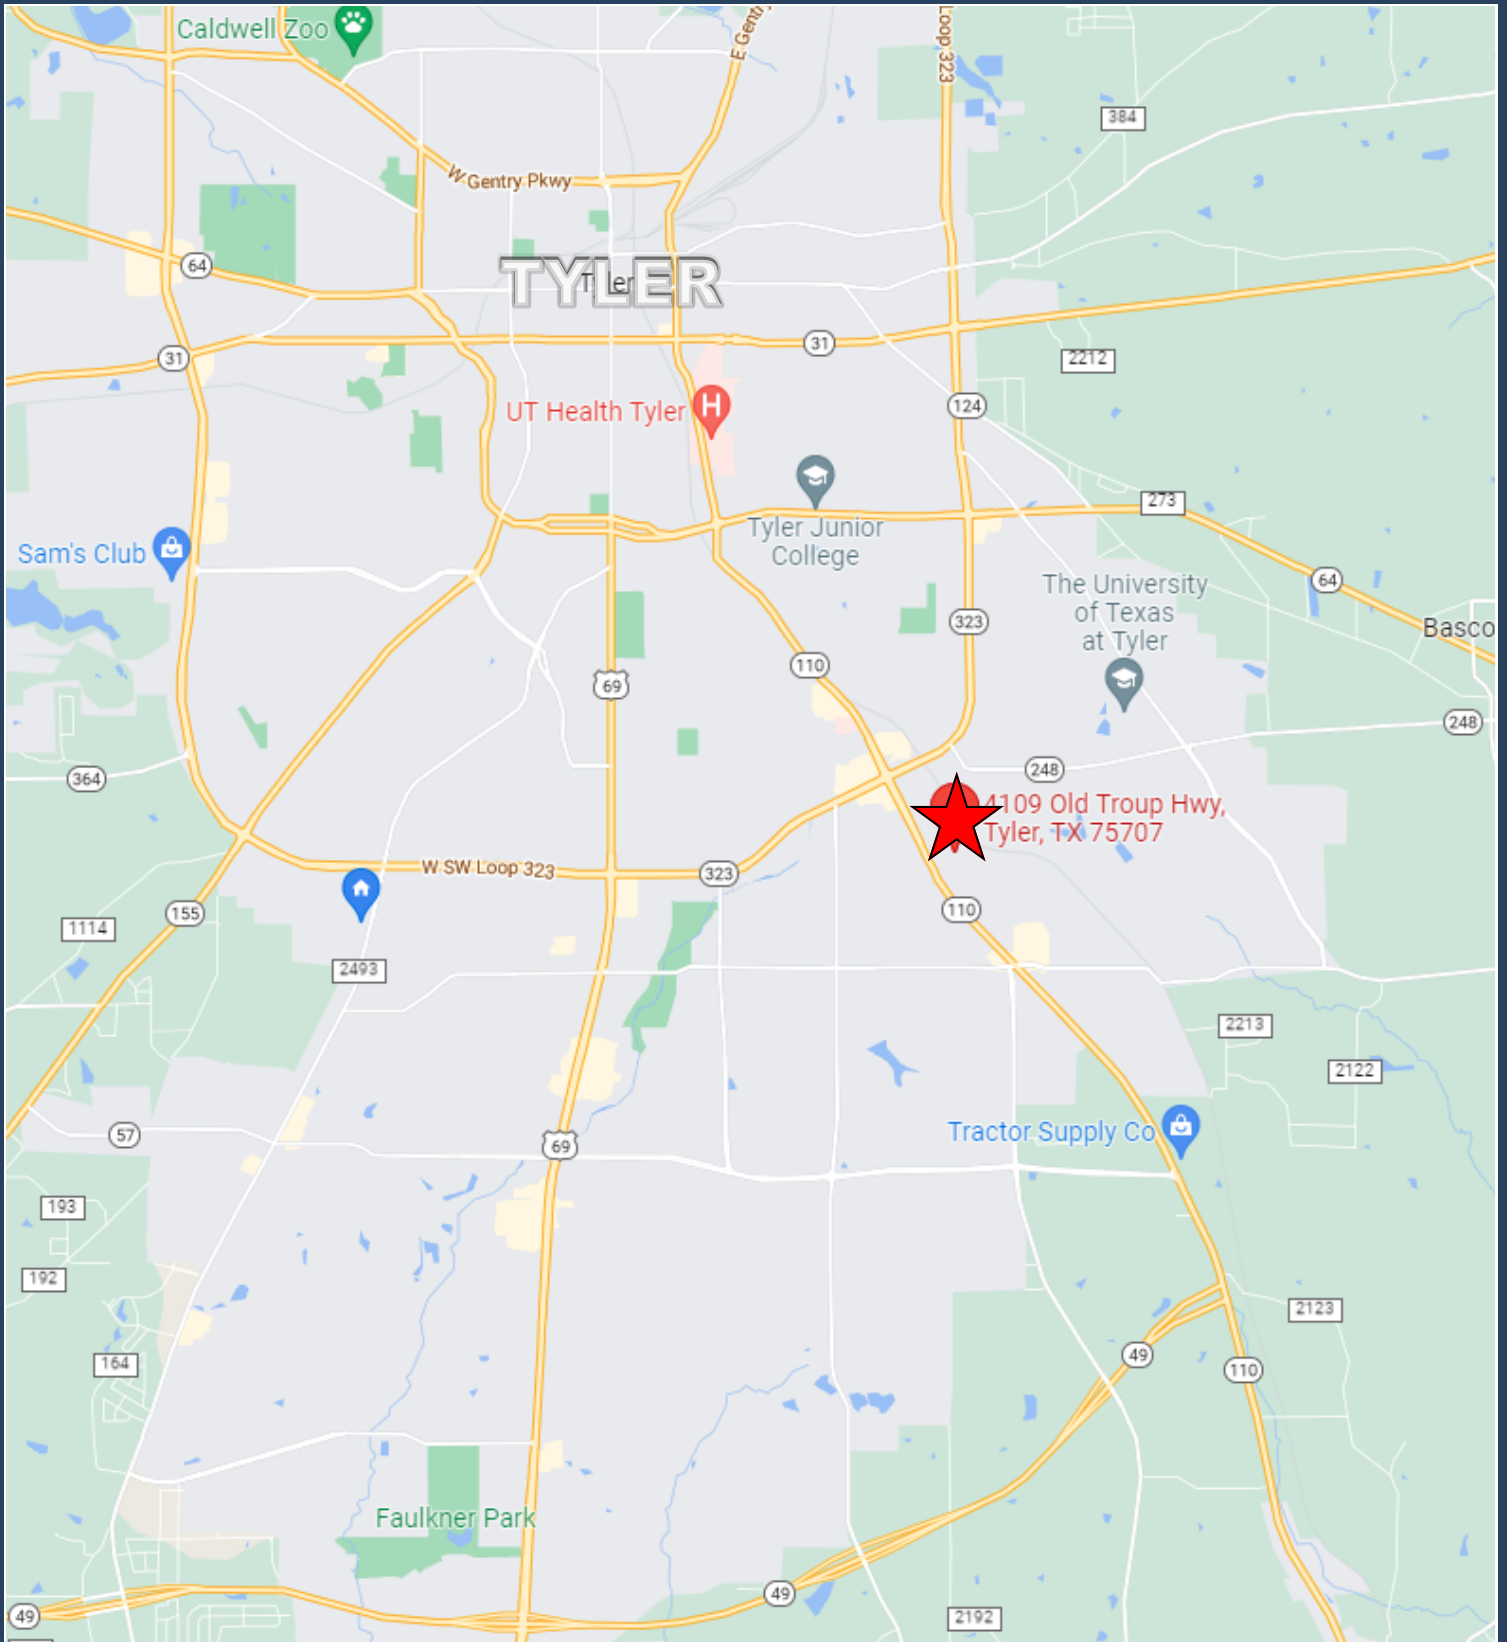 Caldwell Zoo
E Gentry
Loop 323
384
W Gentry Pkwy
64
TYLER
Tyler
31
31
2212
124
UT Health Tyler
H
273
Tyler Junior
College
Sam's Club
The University
of Texas
at Tyler
64
323
110
69
248
364
248
4109 Old Troup Hwy,
Tyler, TX 75707
W SW Loop 323
323
155
110
1114
2493
2213
2122
57
69
Tractor Supply Co
193
192
2123
164
49
110
Faulkner Park
49
49
2192